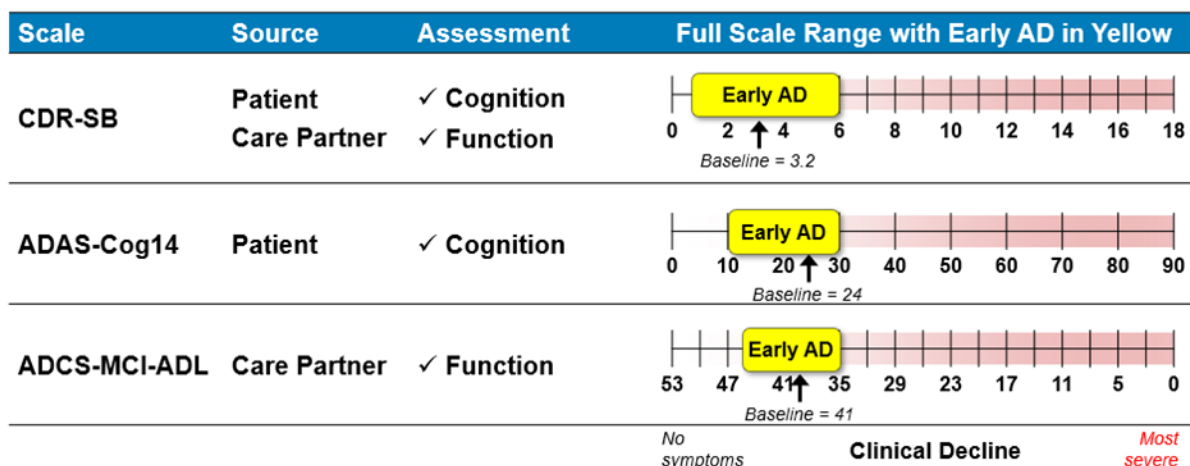 Scale Source Assessment Full Scale Range with Early AD in Yellow
CDR-SB
Patient ✓ Cognition
Care Partner ✓ Function
Early AD
0 2 4 6 8 10 12 14 16 18
Baseline = 3.2
ADAS-Cog14 Patient ✓ Cognition
Early AD
0 10 20 30 40 50 60 70 80 90
Baseline = 24
ADCS-MCI-ADL Care Partner ✓ Function
Early AD
53 47 41 35 29 23 17 11 5 0
Baseline = 41
No symptoms
Clinical Decline
Most severe